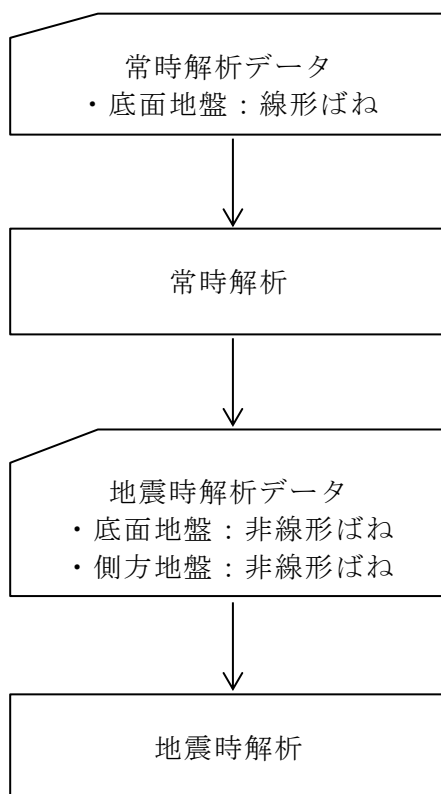 常時解析データ
・底面地盤：線形ばね
常時解析
地震時解析データ
・底面地盤：非線形ばね
・側方地盤：非線形ばね
地震時解析